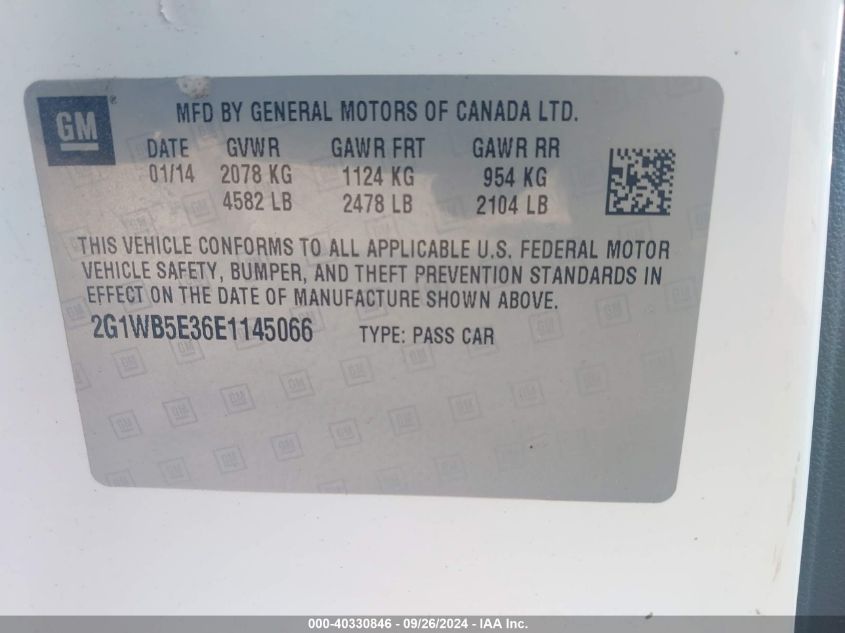 GM®
MFD BY GENERAL MOTORS OF CANADA LTD.
DATE GVWR GAWR FRT GAWR RR
01/14 2078 KG 1124 KG 954 KG
4582 LB 2478 LB 2104 LB
THIS VEHICLE CONFORMS TO ALL APPLICABLE U.S. FEDERAL MOTOR
VEHICLE SAFETY, BUMPER, AND THEFT PREVENTION STANDARDS IN
EFFECT ON THE DATE OF MANUFACTURE SHOWN ABOVE.
2G1WB5E36E1145066 TYPE: PASS CAR
000-40330846 - 09/26/2024 - IAA Inc.